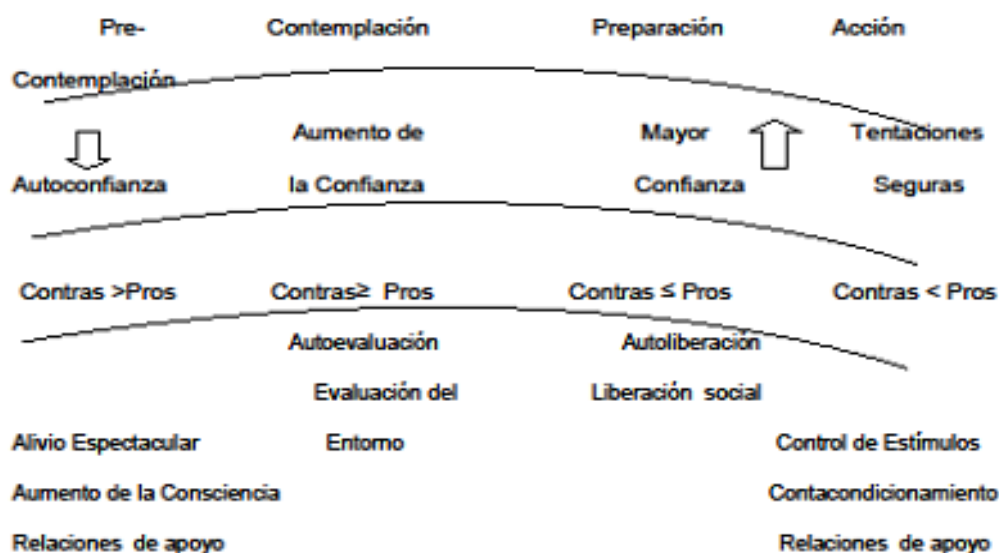 Pre- Contemplación Preparación Acción
Contemplación
Aumento de Mayor Tentaciones
Autoconfianza la Confianza Confianza Seguras
Contras >Pros Contras≥ Pros Contras ≤ Pros Contras < Pros
Autoevaluación Autoliberación
Evaluación del Liberación social
Alivio Espectacular Entorno Control de Estímulos
Aumento de la Consciencia Contacondicionamiento
Relaciones de apoyo Relaciones de apoyo